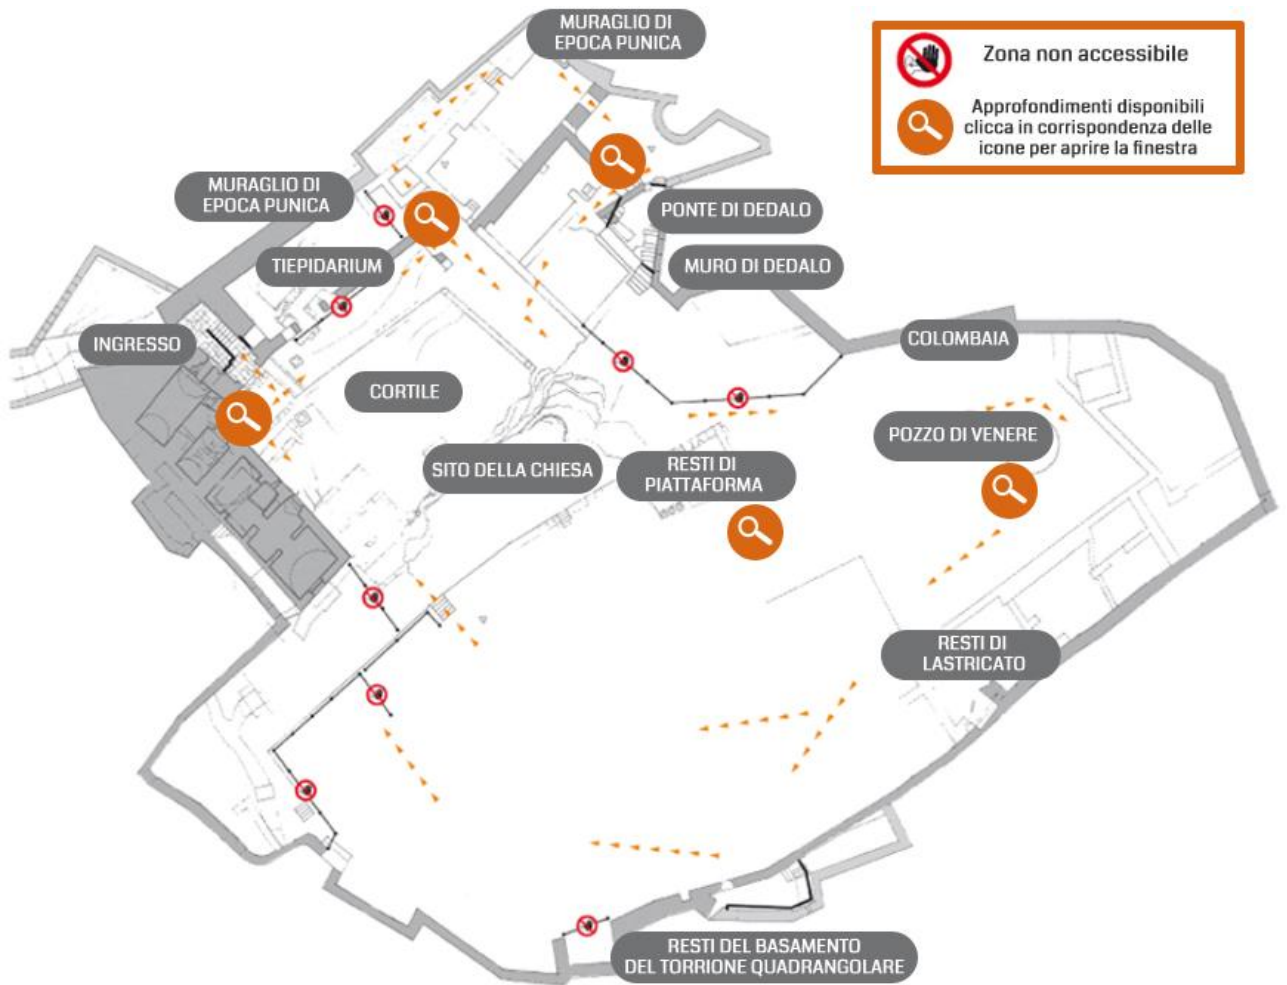 MURAGLIO DI
EPOCA PUNICA
Zona non accessibile
Approfondimenti disponibili
clicca in corrispondenza delle
icone per aprire la finestra
MURAGLIO DI
EPOCA PUNICA
PONTE DI DEDALO
TIEPIDARIUM
MURO DI DEDALO
INGRESSO
COLOMBAIA
CORTILE
POZZO DI VENERE
SITO DELLA CHIESA
RESTI DI
PIATTAFORMA
RESTI DI
LASTRICATO
RESTI DEL BASAMENTO
DEL TORRIONE QUADRANGOLARE